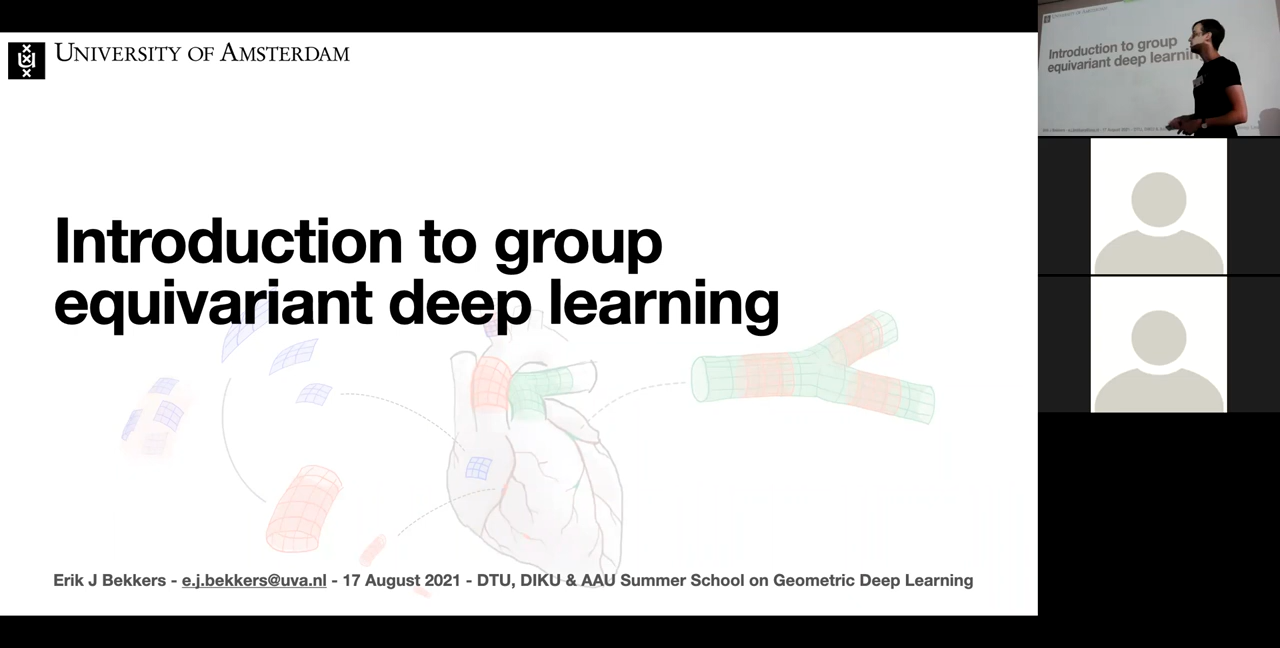 UNIVERSITY OF AMSTERDAM
Introduction to group
equivariant deep learning
Erik J Bekkers - e.j.bekkers@uva.nl - 17 August 2021 - DTU, DIKU & AAU Summer School on Geometric Deep Learning
Introduction to group
equivariant deep learning